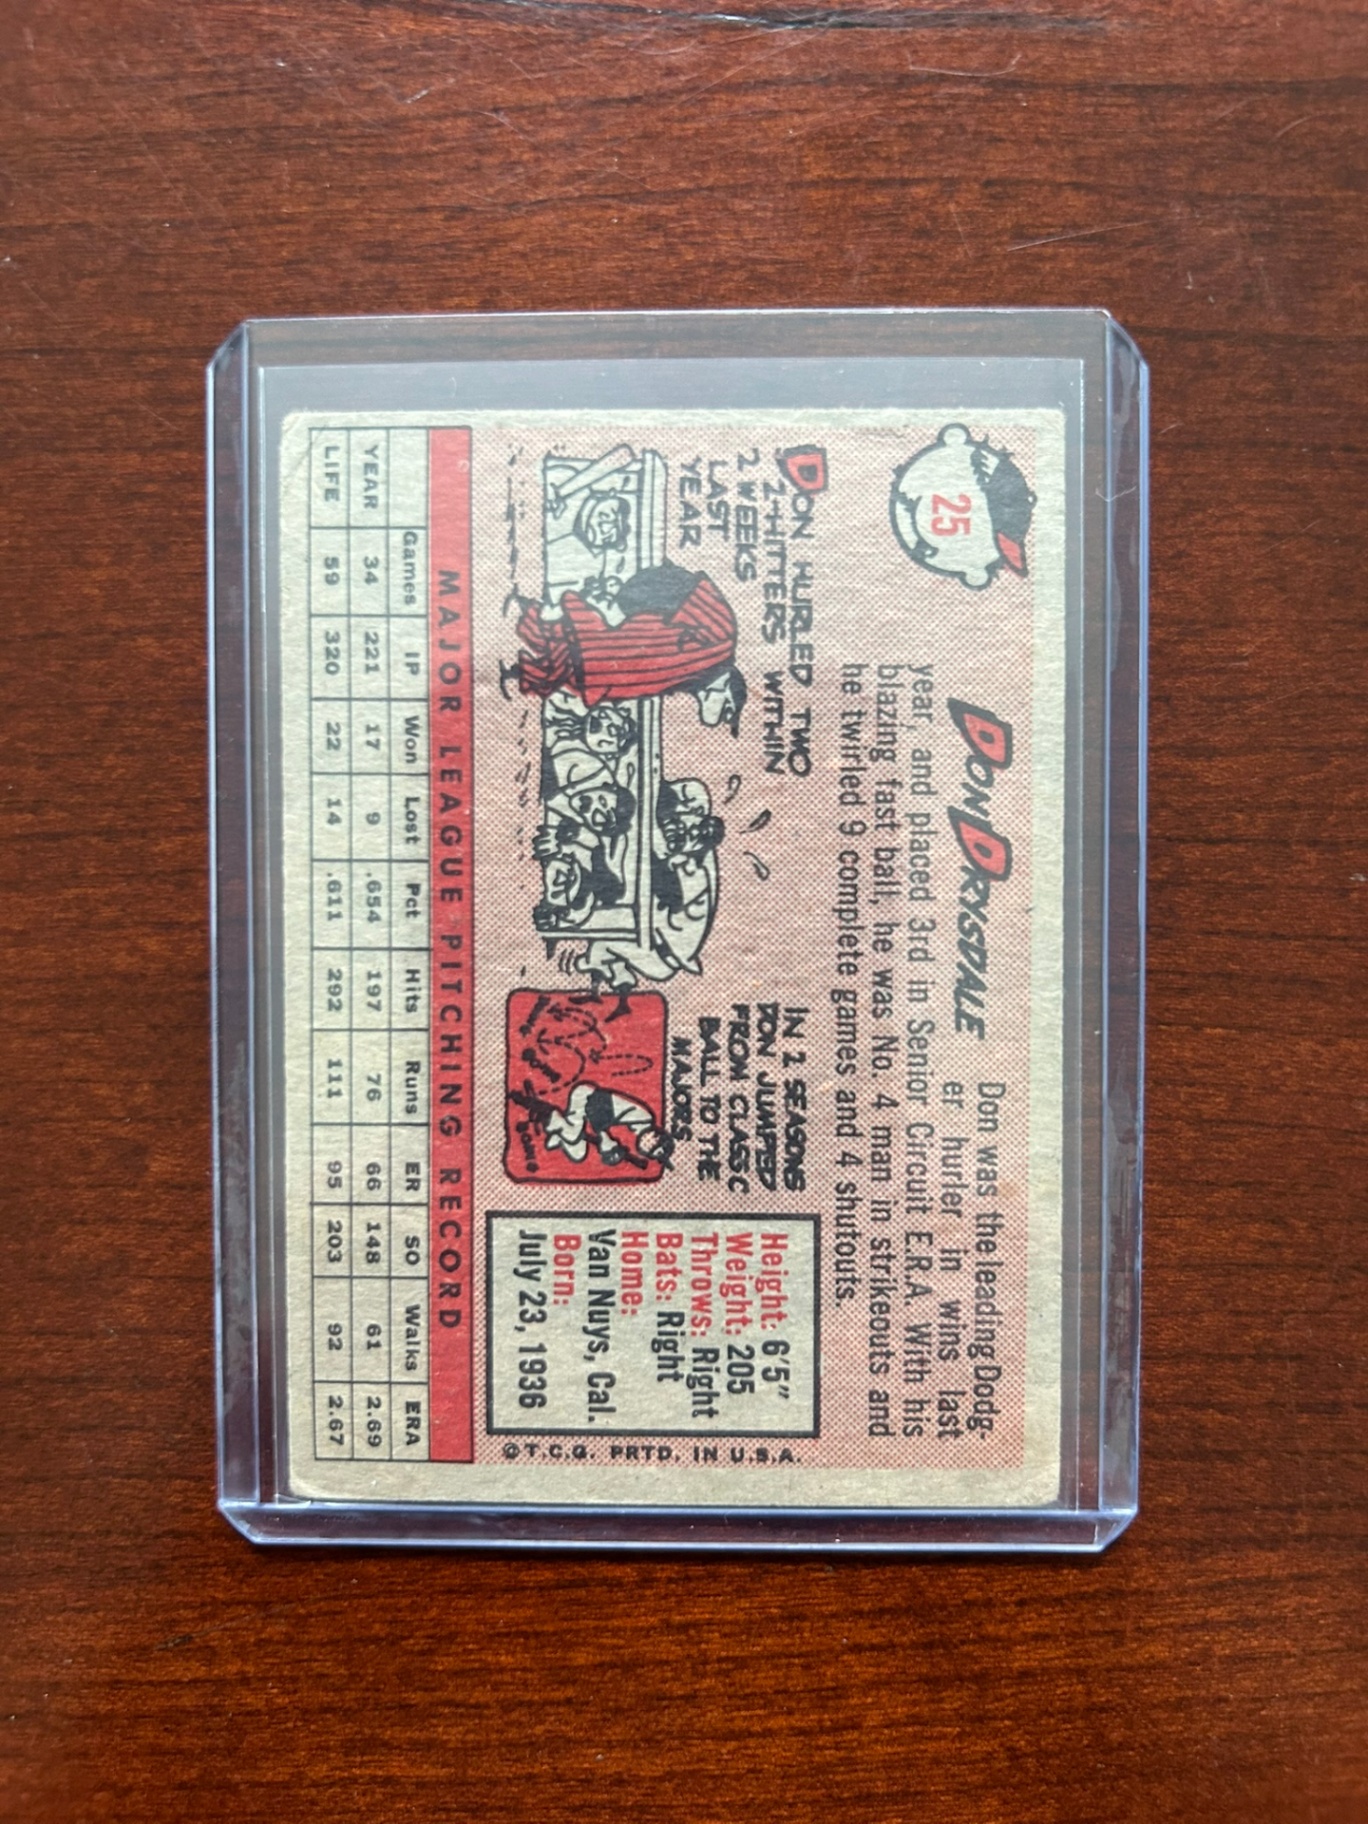 25
DON DRYSDALE
Don was the leading Dodg-
er hurler in wins last
year, and placed 3rd in Senior Circuit E.R.A. With his
blazing fast ball, he was No. 4 man in strikeouts and
he twirled 9 complete games and 4 shutouts.
DON HURLED TWO
2-HITTERS WITHIN
2 WEEKS
LAST
YEAR
IN 2 SEASONS
DON JUMPED
FROM CLASS C
BALL TO THE
MAJORS
Height: 6'5"
Weight: 205
Throws: Right
Bats: Right
Home:
Van Nuys, Cal.
Born:
July 23, 1936
©T.C.G. PRTD. IN U.S.A.
MAJOR LEAGUE PITCHING RECORD
Games IP Won Lost Pct Hits Runs ER SO Walks ERA
YEAR 34 221 17 9 .654 197 76 66 148 61 2.69
LIFE 59 320 22 14 .611 292 111 95 203 92 2.67